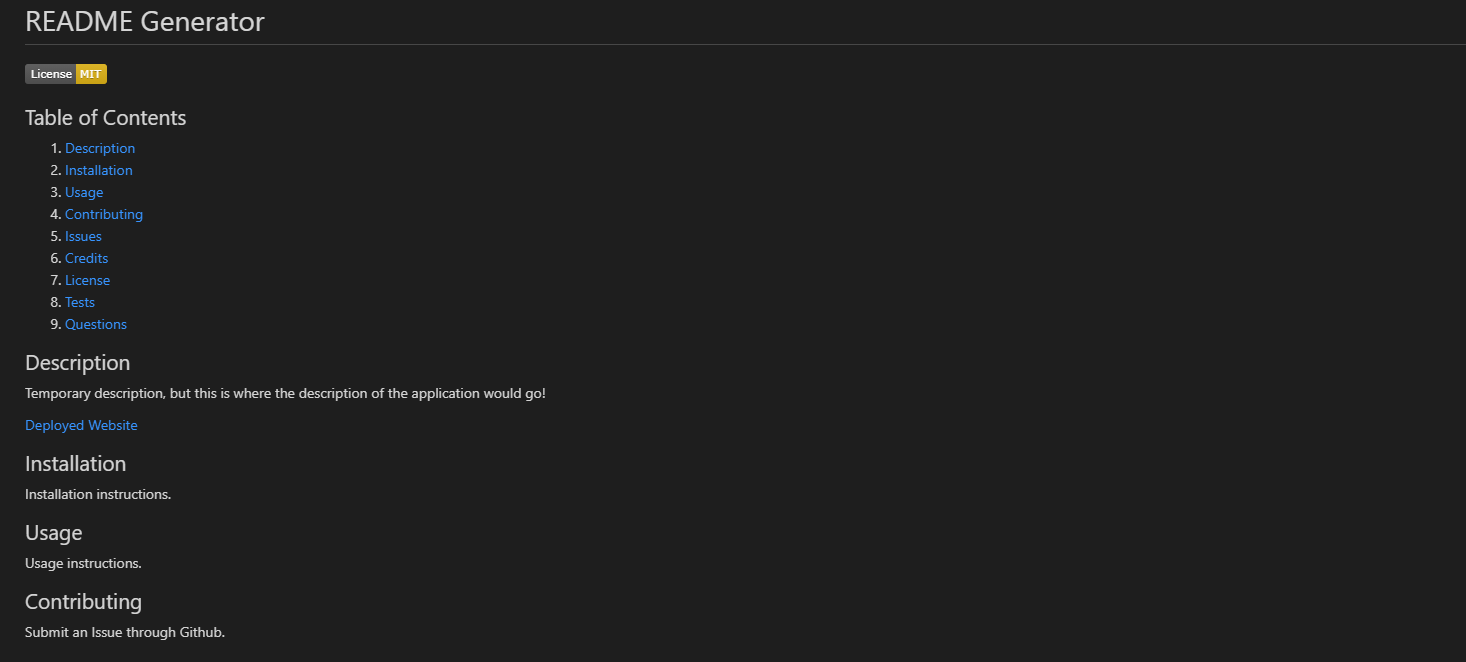 README Generator
License MIT
Table of Contents
1. Description
2. Installation
3. Usage
4. Contributing
5. Issues
6. Credits
7. License
8. Tests
9. Questions
Description
Temporary description, but this is where the description of the application would go!
Deployed Website
Installation
Installation instructions.
Usage
Usage instructions.
Contributing
Submit an Issue through Github.